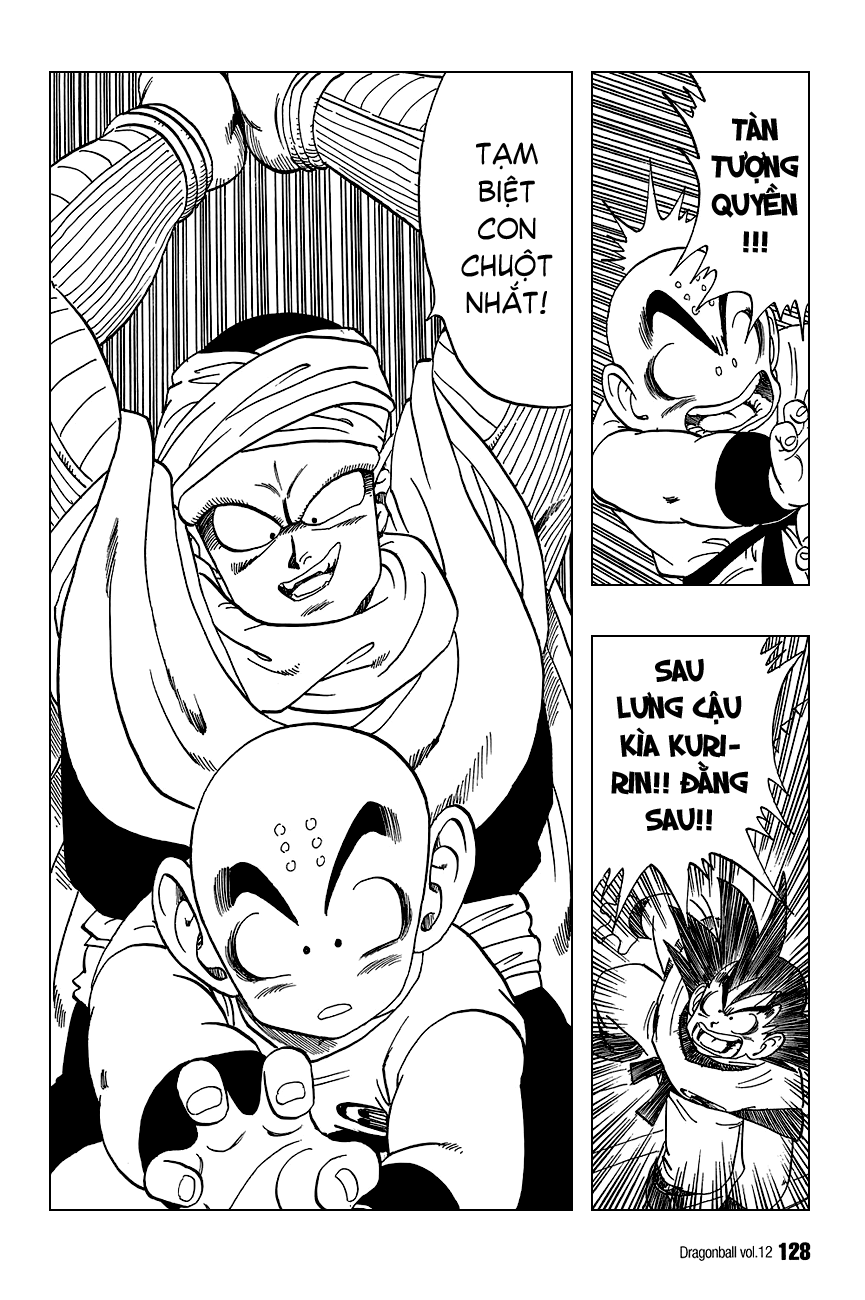 TÀN
TƯỢNG
QUYỀN
!!!
SAU
LƯNG CẬU
KÌA KURI-
RIN!! ĐẰNG
SAU!!
TẠM
BIỆT
CON
CHUỘT
NHẮT!
Dragonball vol.12 128